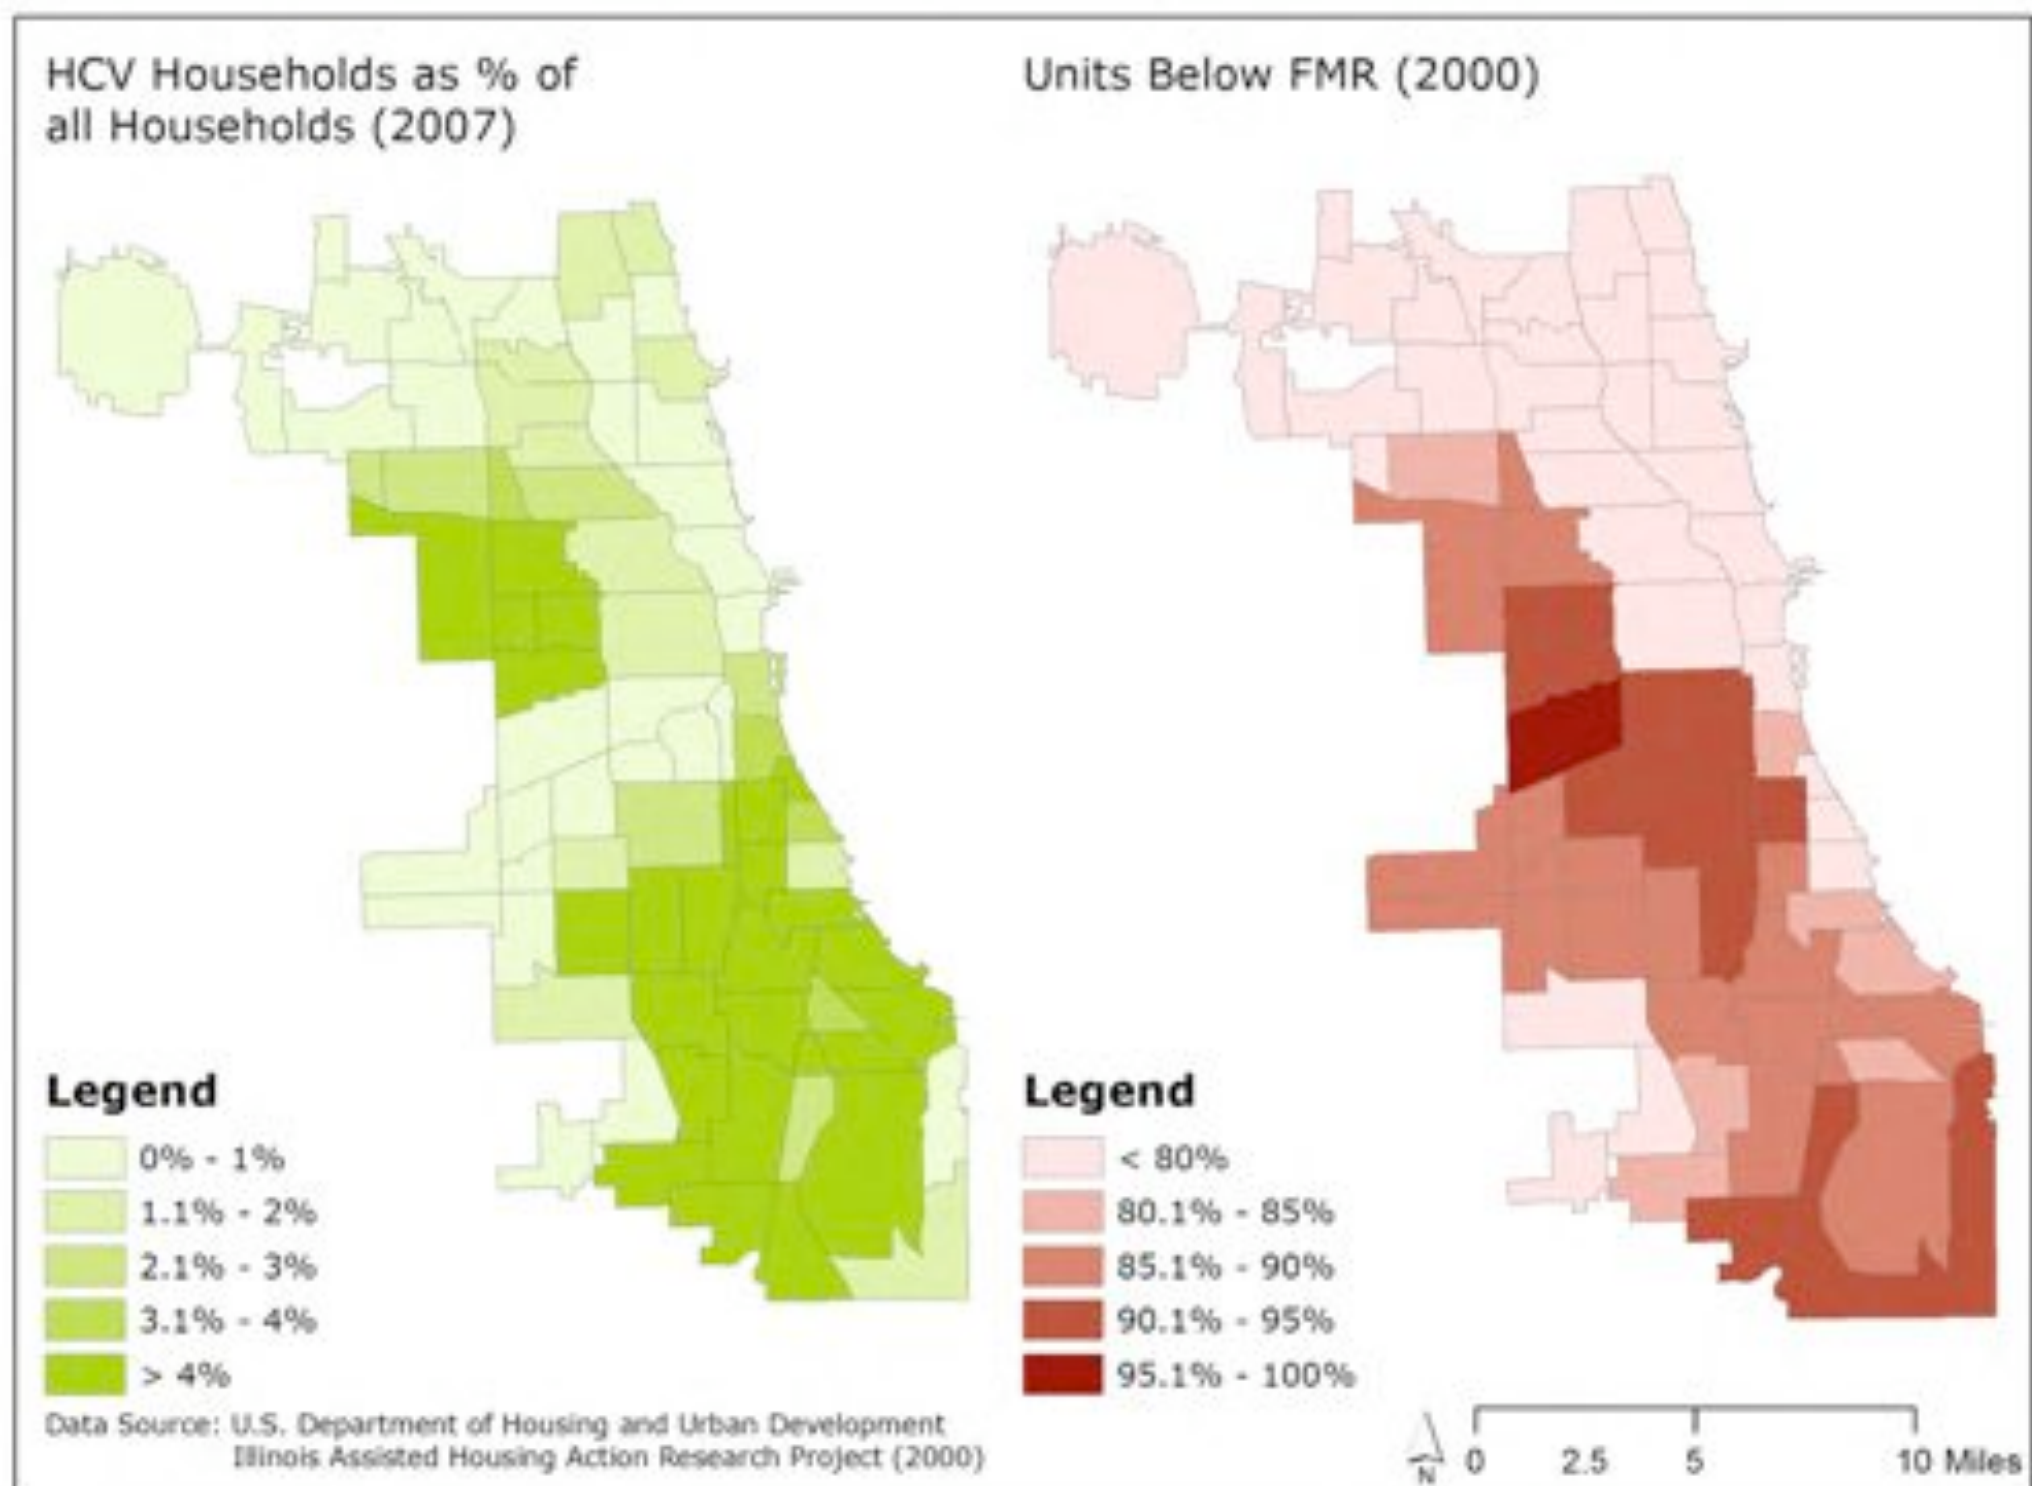 HCV Households as % of
all Households (2007)
Units Below FMR (2000)
Legend
0% - 1%
1.1% - 2%
2.1% - 3%
3.1% - 4%
> 4%
Legend
< 80%
80.1% - 85%
85.1% - 90%
90.1% - 95%
95.1% - 100%
Data Source: U.S. Department of Housing and Urban Development
Illinois Assisted Housing Action Research Project (2000)
N
0 2.5 5 10 Miles